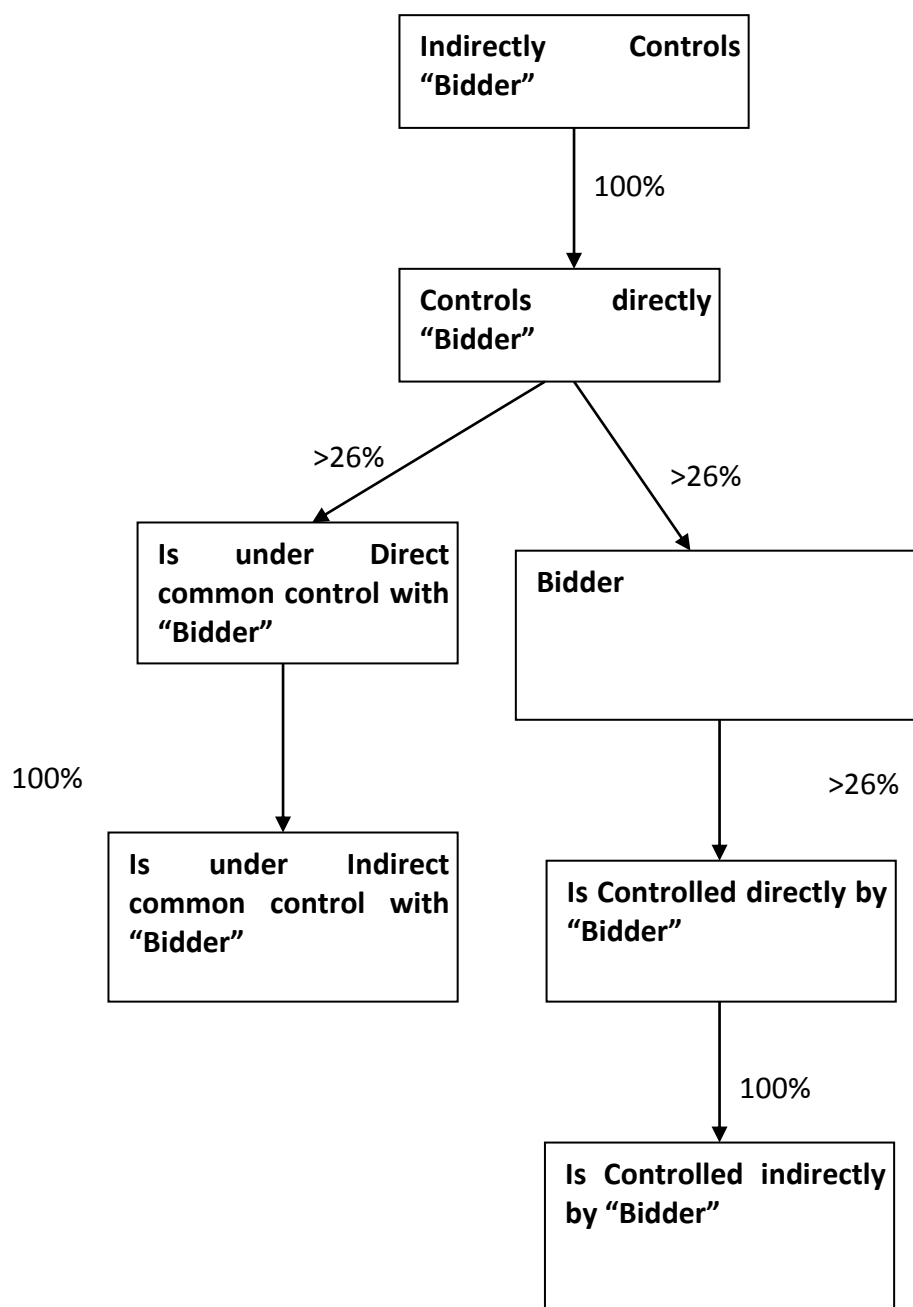 Indirectly Controls
“Bidder”
100%
Controls directly
“Bidder”
>26%
>26%
Is under Direct
common control with
“Bidder”
Bidder
100%
>26%
Is under Indirect
common control with
“Bidder”
Is Controlled directly by
“Bidder”
100%
Is Controlled indirectly
by “Bidder”